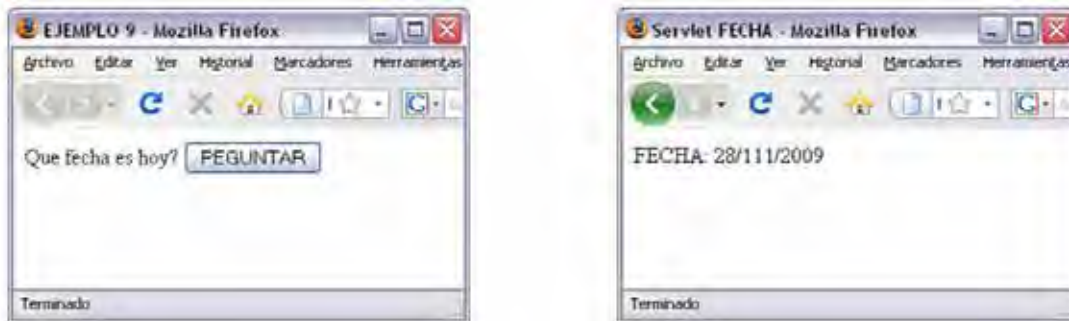 EJEMPLO 9 - Mozilla Firefox
Archivo Editar Ver Historial Marcadores Herramientas
Que fecha es hoy? PEGUNTAR
Terminado
Servlet FECHA - Mozilla Firefox
Archivo Editar Ver Historial Marcadores Herramientas
FECHA: 28/111/2009
Terminado